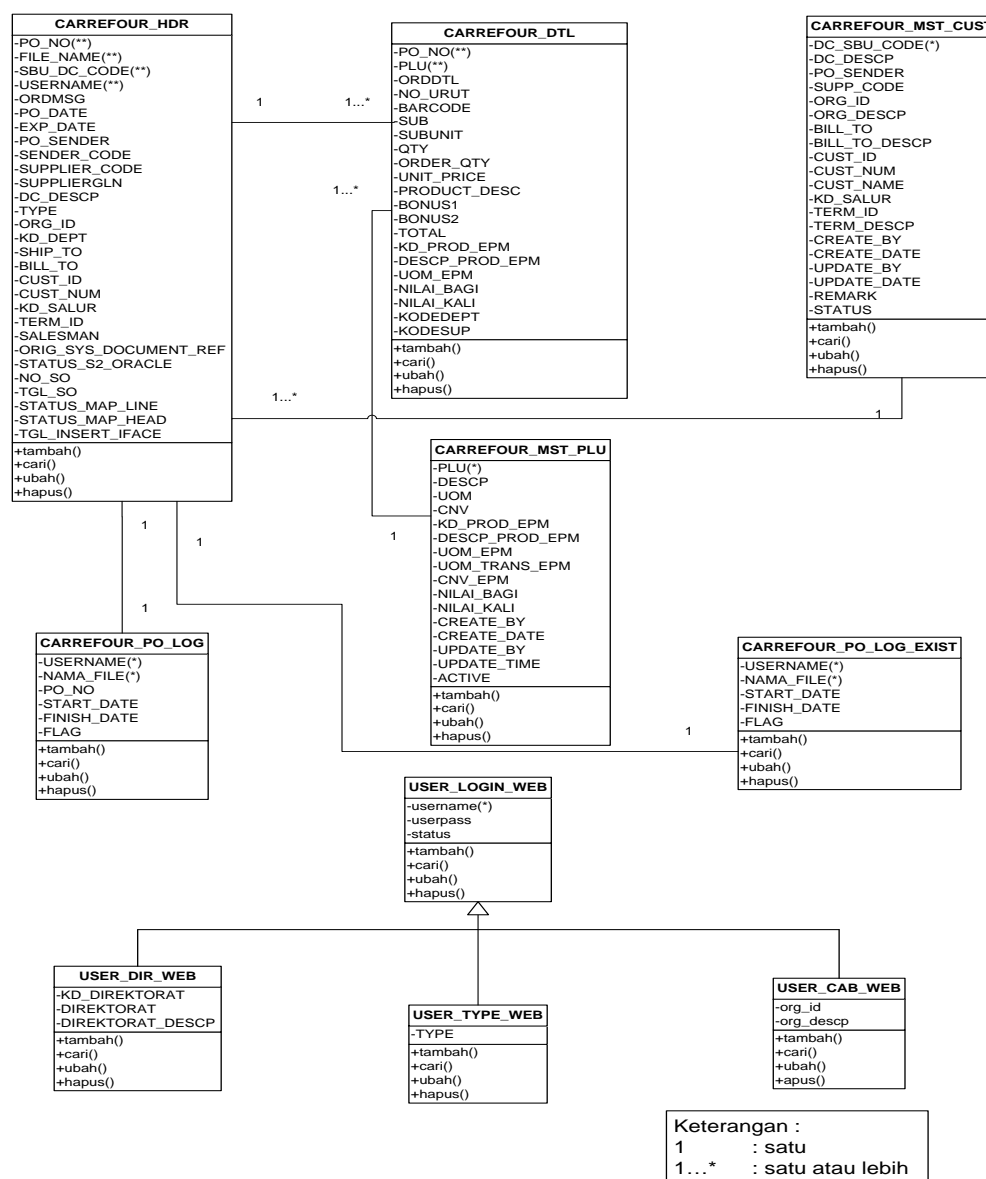 CARREFOUR_HDR
-PO_NO(**)
-FILE_NAME(**)
-SBU_DC_CODE(**)
-USERNAME(**)
-ORDMSG
-PO_DATE
-EXP_DATE
-PO_SENDER
-SENDER_CODE
-SUPPLIER_CODE
-SUPPLIERGLN
-DC_DESCP
-TYPE
-ORG_ID
-KD_DEPT
-SHIP_TO
-BILL_TO
-CUST_ID
-CUST_NUM
-KD_SALUR
-TERM_ID
-SALESMAN
-ORIG_SYS_DOCUMENT_REF
-STATUS_S2_ORACLE
-NO_SO
-TGL_SO
-STATUS_MAP_LINE
-STATUS_MAP_HEAD
-TGL_INSERT_IFACE
+tambah()
+cari()
+ubah()
+hapus()
1
1...*
CARREFOUR_DTL
-PO_NO(**)
-PLU(**)
-ORDDTL
-NO_URUT
-BARCODE
-SUB
-SUBUNIT
-QTY
-ORDER_QTY
-UNIT_PRICE
-PRODUCT_DESC
-BONUS1
-BONUS2
-TOTAL
-KD_PROD_EPM
-DESCP_PROD_EPM
-UOM_EPM
-NILAI_BAGI
-NILAI_KALI
-KODEDEPT
-KODESUP
+tambah()
+cari()
+ubah()
+hapus()
1...*
CARREFOUR_MST_CUST
-DC_SBU_CODE(*)
-DC_DESCP
-PO_SENDER
-SUPP_CODE
-ORG_ID
-ORG_DESCP
-BILL_TO
-BILL_TO_DESCP
-CUST_ID
-CUST_NUM
-CUST_NAME
-KD_SALUR
-TERM_ID
-TERM_DESCP
-CREATE_BY
-CREATE_DATE
-UPDATE_BY
-UPDATE_DATE
-REMARK
-STATUS
+tambah()
+cari()
+ubah()
+hapus()
1...*
1
CARREFOUR_MST_PLU
-PLU(*)
-DESCP
-UOM
-CNV
-KD_PROD_EPM
-DESCP_PROD_EPM
-UOM_EPM
-UOM_TRANS_EPM
-CNV_EPM
-NILAI_BAGI
-NILAI_KALI
-CREATE_BY
-CREATE_DATE
-UPDATE_BY
-UPDATE_TIME
-ACTIVE
+tambah()
+cari()
+ubah()
+hapus()
1
1
1
1
1
CARREFOUR_PO_LOG
-USERNAME(*)
-NAMA_FILE(*)
-PO_NO
-START_DATE
-FINISH_DATE
-FLAG
+tambah()
+cari()
+ubah()
+hapus()
CARREFOUR_PO_LOG_EXIST
-USERNAME(*)
-NAMA_FILE(*)
-START_DATE
-FINISH_DATE
-FLAG
+tambah()
+cari()
+ubah()
+hapus()
USER_LOGIN_WEB
-username(*)
-userpass
-status
+tambah()
+cari()
+ubah()
+hapus()
USER_DIR_WEB
-KD_DIREKTORAT
-DIREKTORAT
-DIREKTORAT_DESCP
+tambah()
+cari()
+ubah()
+hapus()
USER_TYPE_WEB
-TYPE
+tambah()
+cari()
+ubah()
+hapus()
USER_CAB_WEB
-org_id
-org_descp
+tambah()
+cari()
+ubah()
+apus()
Keterangan :
1 : satu
1...* : satu atau lebih